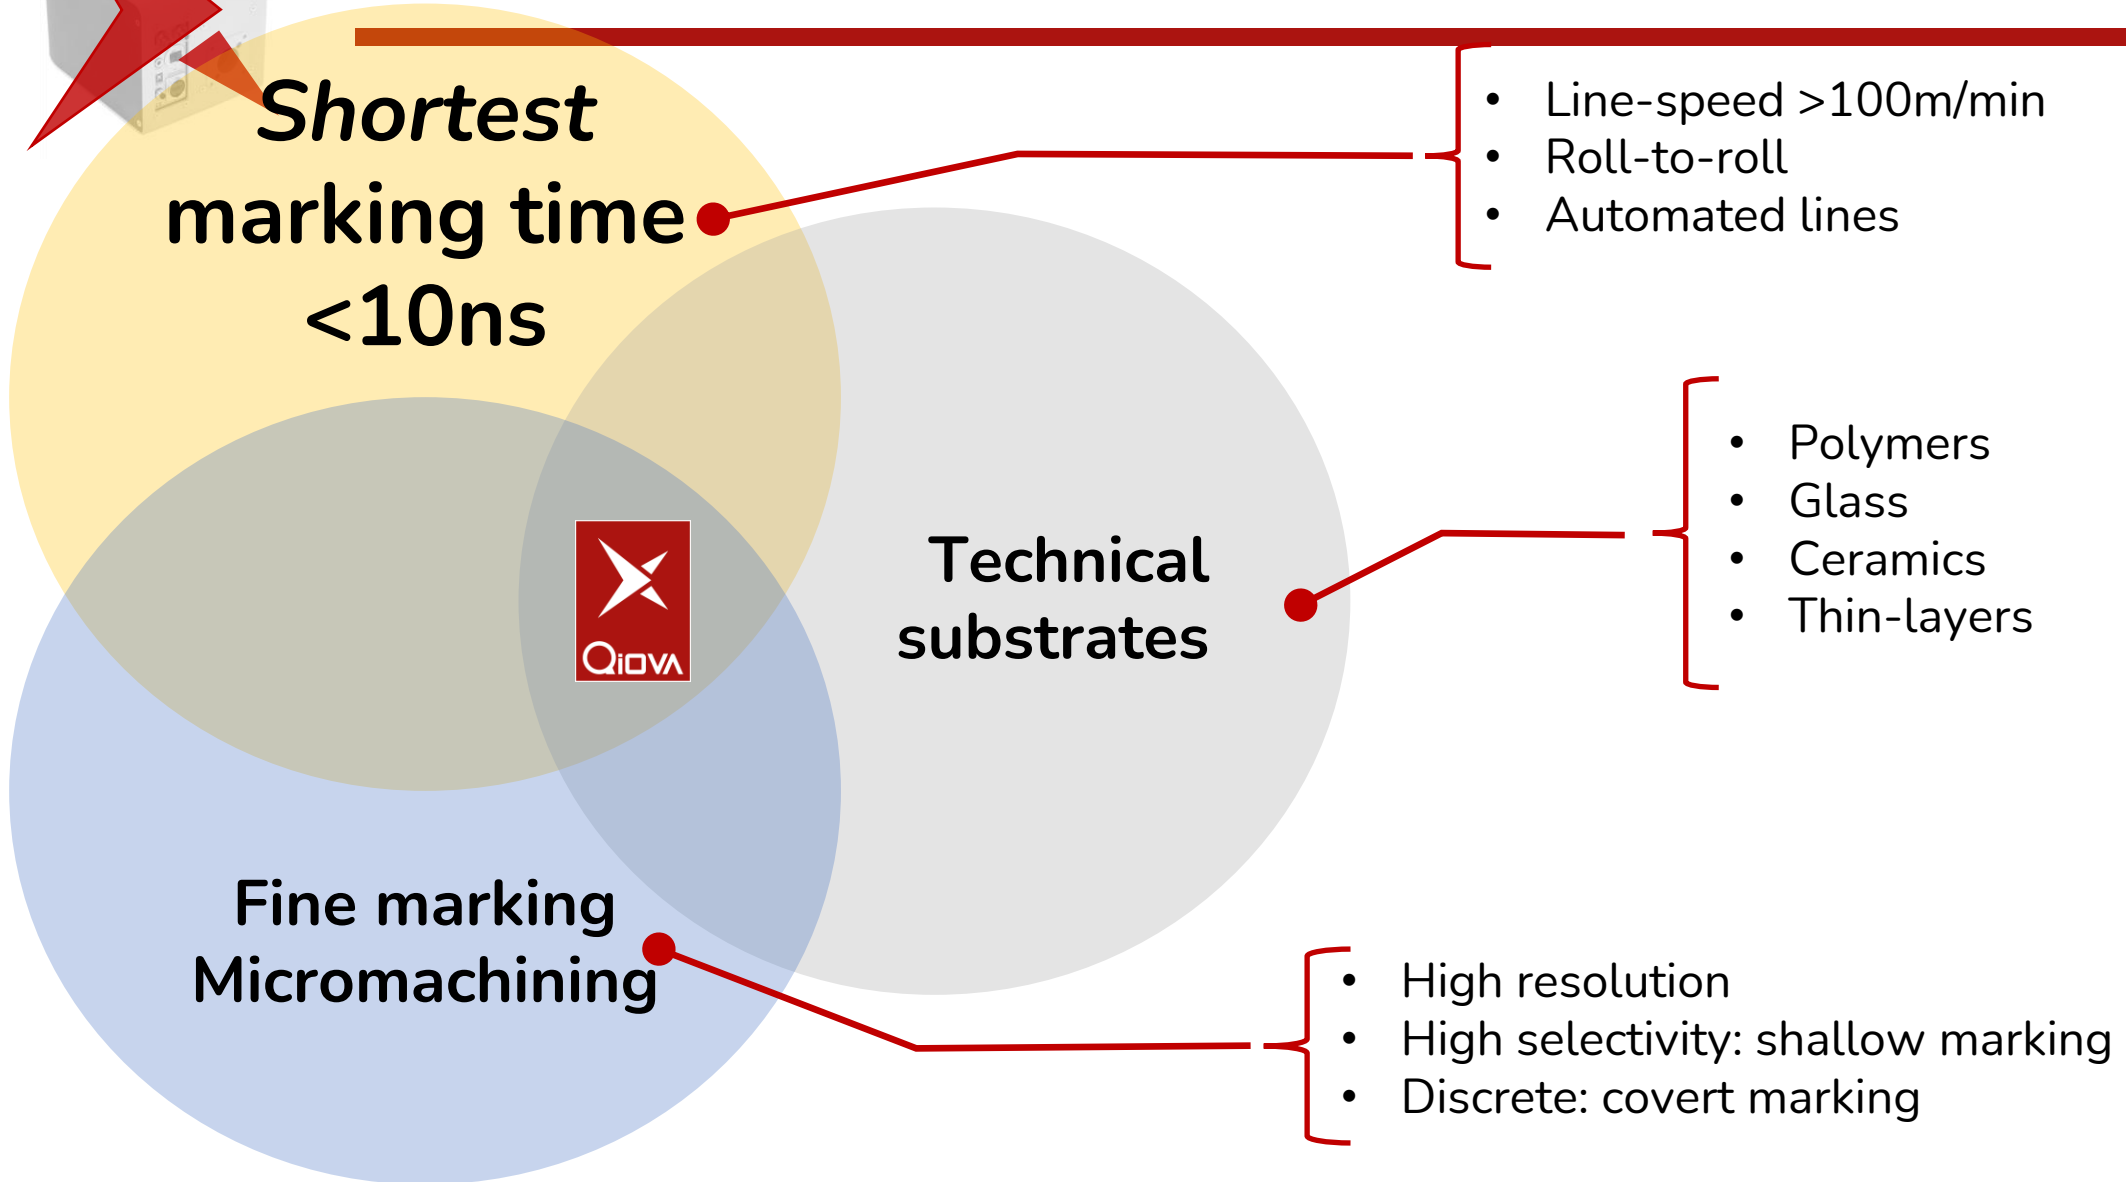 Shortest
marking time
<10ns
• Line-speed >100m/min
• Roll-to-roll
• Automated lines
Technical
substrates
• Polymers
• Glass
• Ceramics
• Thin-layers
QiOVA
Fine marking
Micromachining
• High resolution
• High selectivity: shallow marking
• Discrete: covert marking